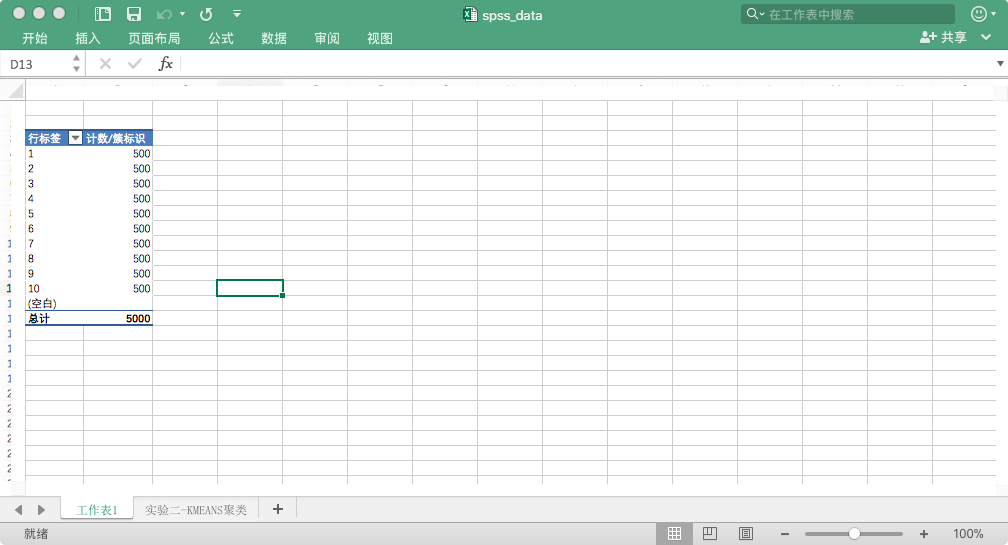 spss_data
在工作表中搜索
开始 插入 页面布局 公式 数据 审阅 视图 共享
D13 fx
行标签 计数/簇标识
1 500
2 500
3 500
4 500
5 500
6 500
7 500
8 500
9 500
10 500
(空白)
总计 5000
工作表1 实验二-KMEANS聚类 +
就绪 100%